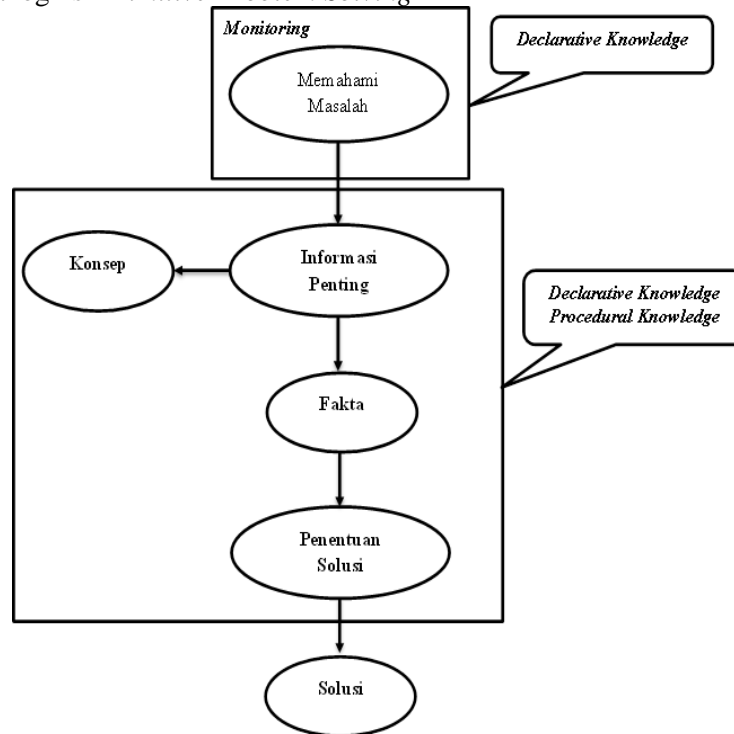 Monitoring
Declarative Knowledge
Memahami
Masalah
Konsep
Informasi
Penting
Declarative Knowledge
Procedural Knowledge
Fakta
Penentuan
Solusi
Solusi